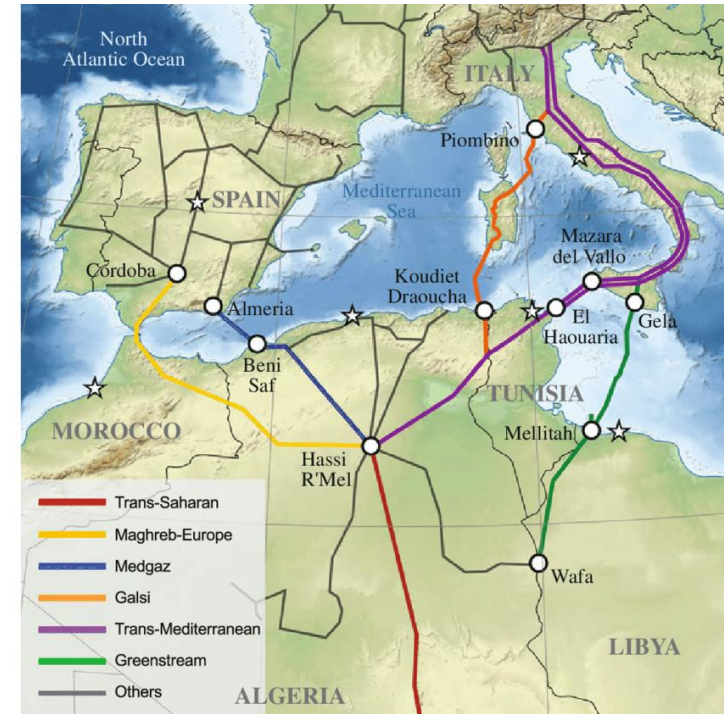 North
Atlantic Ocean
ITALY
Piombino
SPAIN
Mediterranean
Sea
Mazara
del Vallo
Cordoba
Koudiet
Draoucha
Almeria
El
Haouaria
Gela
Beni
Saf
TUNISIA
MOROCCO
Mellitah
Hassi
R'Mel
Trans-Saharan
Maghreb-Europe
Medgaz
Wafa
Galsi
Trans-Mediterranean
LIBYA
Greenstream
Others
ALGERIA